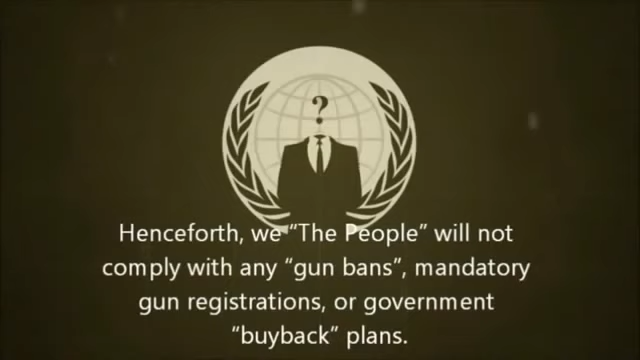 ?
Henceforth, we “The People” will not
comply with any “gun bans”, mandatory
gun registrations, or government
“buyback” plans.